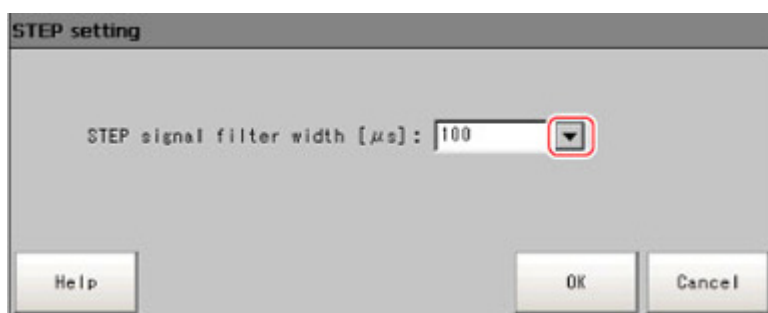 STEP setting
STEP signal filter width [μs]: 100
Help OK Cancel